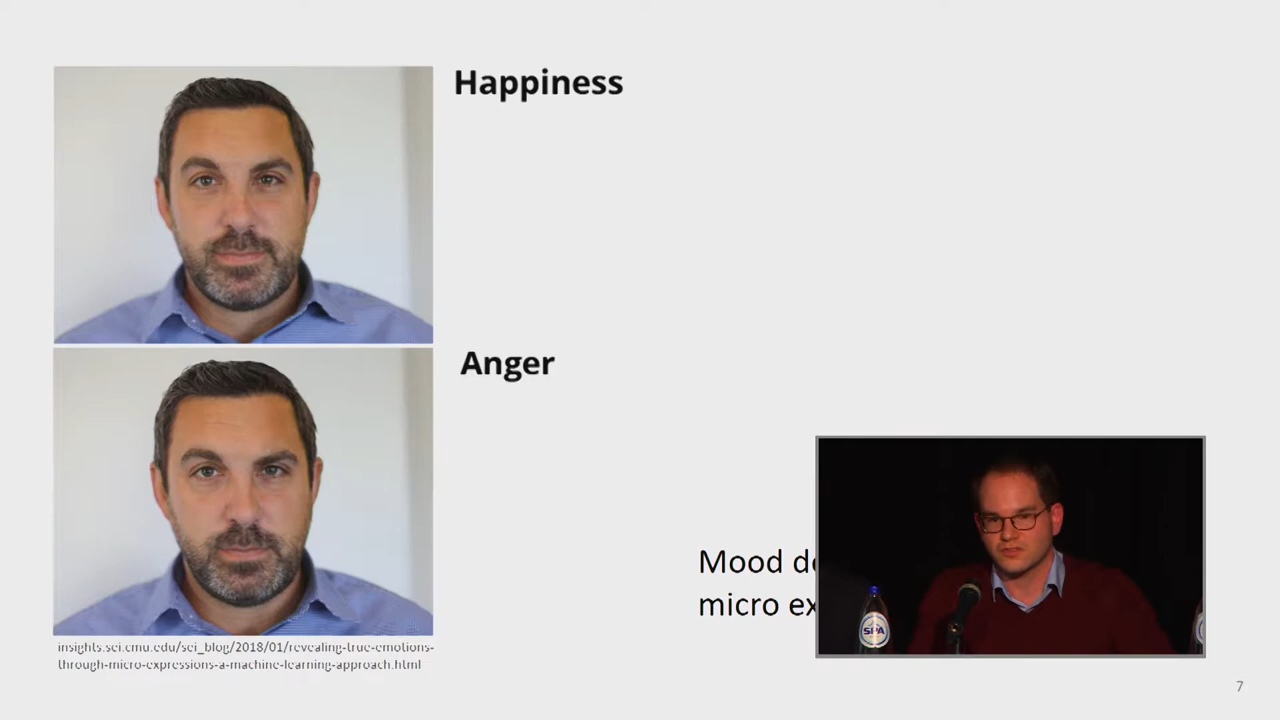 Happiness
Anger
Mood
micro
insights.sei.cmu.edu/sei_blog/2018/01/revealing-true-emotions-
through-micro-expressions-a-machine-learning-approach.html
SPA
7